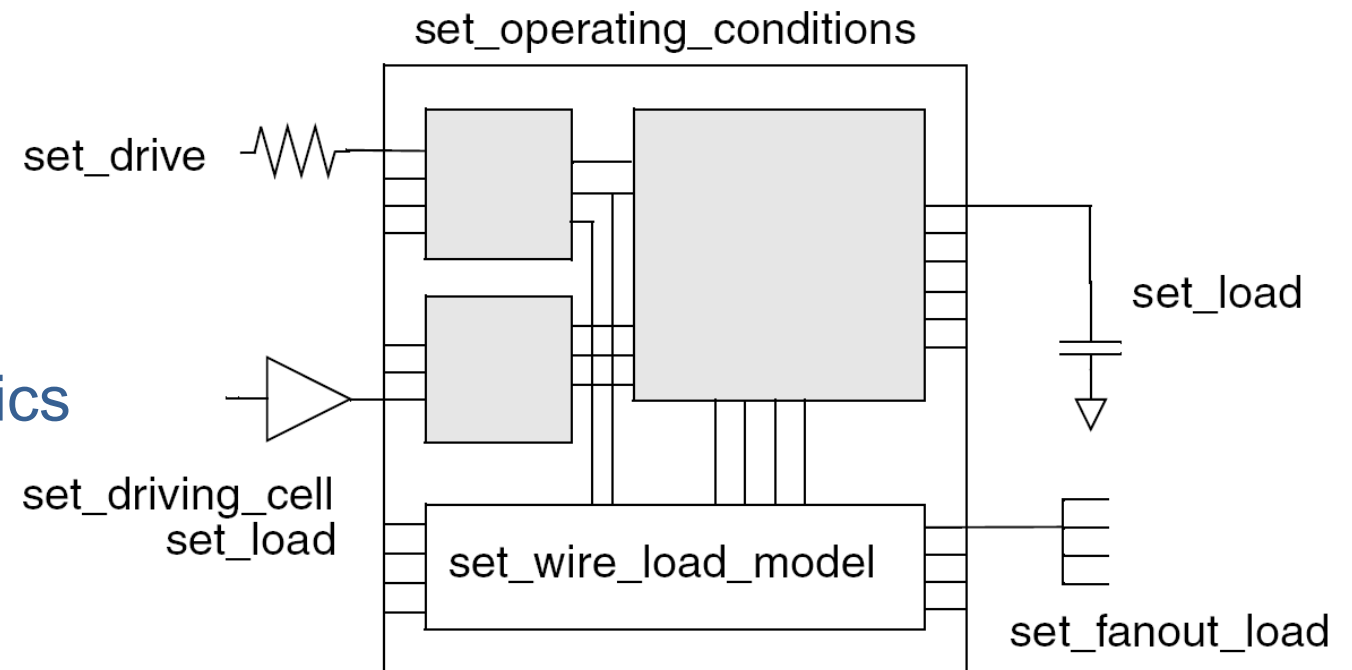 set_operating_conditions
set_drive
set_load
ics
set_driving_cell
set_load
set_wire_load_model
set_fanout_load